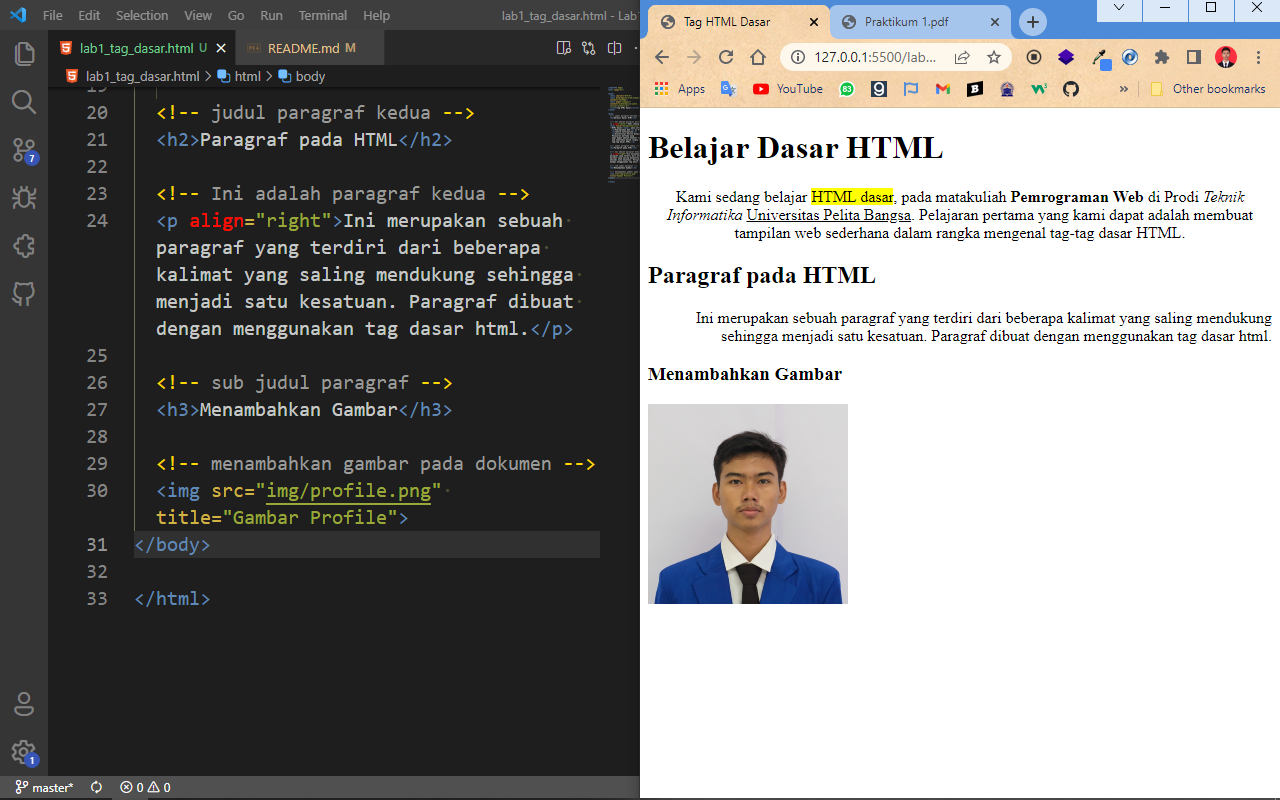 File Edit Selection View Go Run Terminal Help lab1_tag_dasar.html - Lab1
lab1_tag_dasar.html U README.md M
lab1_tag_dasar.html > html > body
19
20 <!-- judul paragraf kedua -->
21 <h2>Paragraf pada HTML</h2>
22
23 <!-- Ini adalah paragraf kedua -->
24 <p align="right">Ini merupakan sebuah
paragraf yang terdiri dari beberapa
kalimat yang saling mendukung sehingga
menjadi satu kesatuan. Paragraf dibuat
dengan menggunakan tag dasar html.</p>
25
26 <!-- sub judul paragraf -->
27 <h3>Menambahkan Gambar</h3>
28
29 <!-- menambahkan gambar pada dokumen -->
30 <img src="img/profile.png"
title="Gambar Profile">
31 </body>
32
33 </html>
7
1
master* 0 0
Tag HTML Dasar Praktikum 1.pdf
127.0.0.1:5500/lab...
Apps YouTube 83 Other bookmarks
Belajar Dasar HTML
Kami sedang belajar HTML dasar, pada matakuliah Pemrograman Web di Prodi Teknik
Informatika Universitas Pelita Bangsa. Pelajaran pertama yang kami dapat adalah membuat
tampilan web sederhana dalam rangka mengenal tag-tag dasar HTML.
Paragraf pada HTML
Ini merupakan sebuah paragraf yang terdiri dari beberapa kalimat yang saling mendukung
sehingga menjadi satu kesatuan. Paragraf dibuat dengan menggunakan tag dasar html.
Menambahkan Gambar